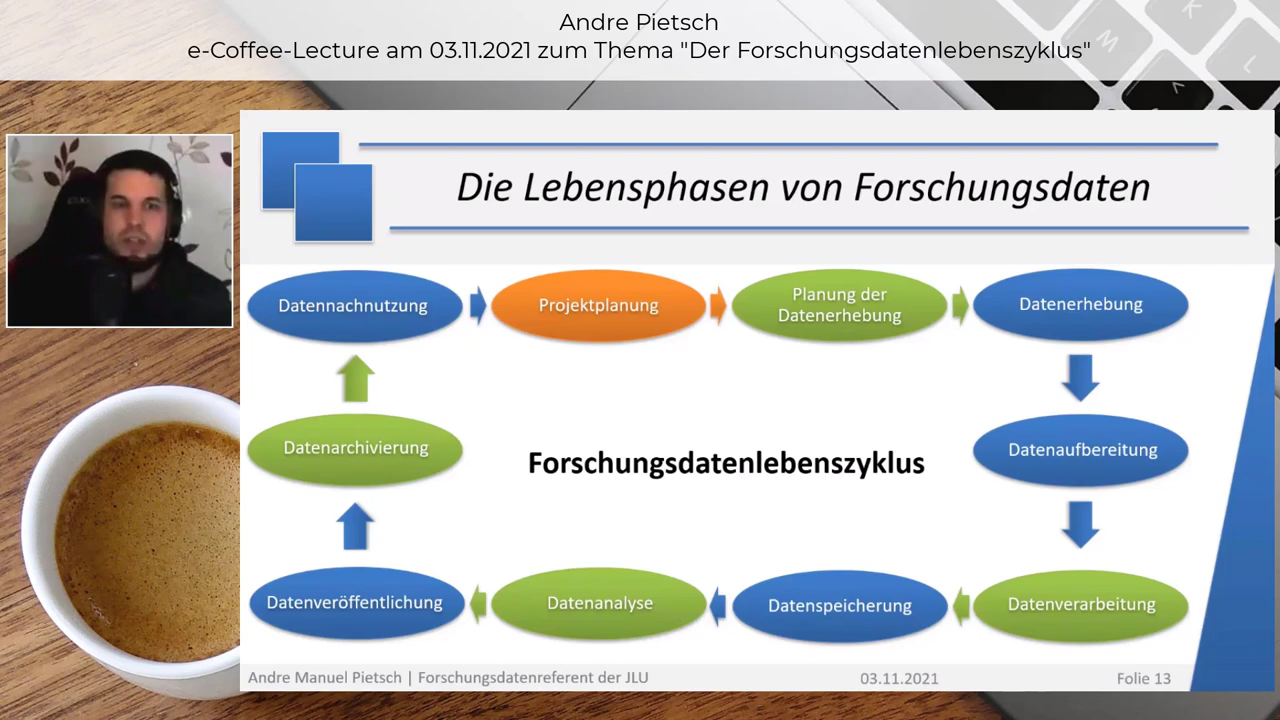 Andre Pietsch
e-Coffee-Lecture am 03.11.2021 zum Thema "Der Forschungsdatenlebenszyklus"
Die Lebensphasen von Forschungsdaten
Datennachnutzung
Projektplanung
Planung der
Datenerhebung
Datenerhebung
Datenarchivierung
Forschungsdatenlebenszyklus
Datenaufbereitung
Datenveröffentlichung
Datenanalyse
Datenspeicherung
Datenverarbeitung
Andre Manuel Pietsch | Forschungsdatenreferent der JLU
03.11.2021
Folie 13